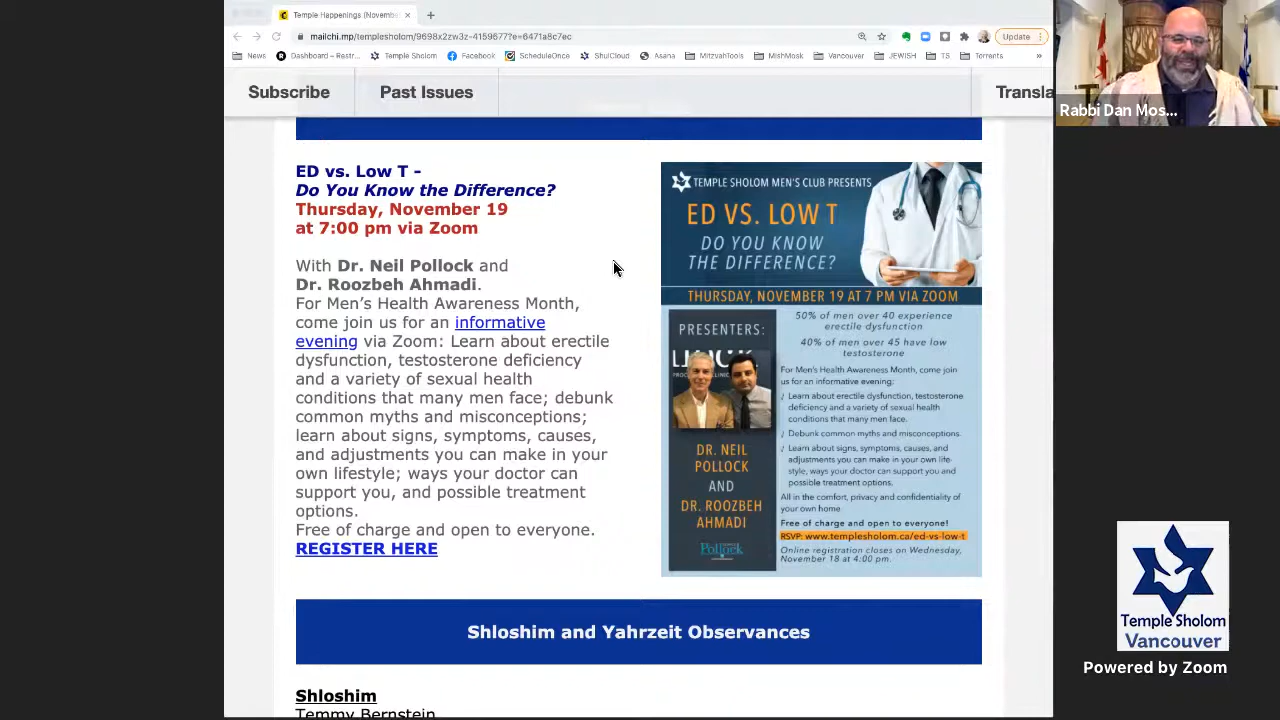 Temple Happenings (Novembe
mailchi.mp/templesholom/9698x2zw3z-4159677?e=6471a8c7ec
Update
News
Dashboard – Restr...
Temple Sholom
Facebook
ScheduleOnce
ShulCloud
Asana
MitzvahTools
MishMosk
Vancouver
JEWISH
TS
Torrents
»
Subscribe
Past Issues
Transla
Rabbi Dan Mos...
ED vs. Low T -
Do You Know the Difference?
Thursday, November 19
at 7:00 pm via Zoom
With Dr. Neil Pollock and
Dr. Roozbeh Ahmadi.
For Men's Health Awareness Month,
come join us for an informative
evening via Zoom: Learn about erectile
dysfunction, testosterone deficiency
and a variety of sexual health
conditions that many men face; debunk
common myths and misconceptions;
learn about signs, symptoms, causes,
and adjustments you can make in your
own lifestyle; ways your doctor can
support you, and possible treatment
options.
Free of charge and open to everyone.
REGISTER HERE
TEMPLE SHOLOM MEN'S CLUB PRESENTS
ED VS. LOW T
DO YOU KNOW
THE DIFFERENCE?
THURSDAY, NOVEMBER 19 AT 7 PM VIA ZOOM
PRESENTERS:
DR. NEIL
POLLOCK
AND
DR. ROOZBEH
AHMADI
Pollock
50% of men over 40 experience
erectile dysfunction
40% of men over 45 have low
testosterone
For Men's Health Awareness Month, come join
us for an informative evening:
Learn about erectile dysfunction, testosterone
deficiency and a variety of sexual health
conditions that many men face.
Debunk common myths and misconceptions.
Learn about signs, symptoms, causes, and
adjustments you can make in your own life-
style, ways your doctor can support you and
possible treatment options.
All in the comfort, privacy and confidentiality of
your own home
Free of charge and open to everyone!
RSVP: www.templesholom.ca/ed-vs-low-t
Online registration closes on Wednesday,
November 18 at 4:00 pm.
Shloshim and Yahrzeit Observances
Shloshim
Temmy Bernstein
Temple Sholom
Vancouver
Powered by Zoom